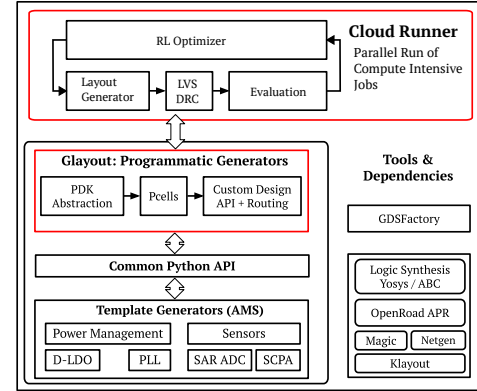 Cloud Runner
Parallel Run of
Compute Intensive
Jobs
RL Optimizer
Layout
Generator
LVS
DRC
Evaluation
Glayout: Programmatic Generators
PDK
Abstraction
Pcells
Custom Design
API + Routing
Common Python API
Template Generators (AMS)
Power Management
Sensors
D-LDO
PLL
SAR ADC
SCPA
Tools &
Dependencies
GDSFactory
Logic Synthesis
Yosys / ABC
OpenRoad APR
Magic
Netgen
Klayout